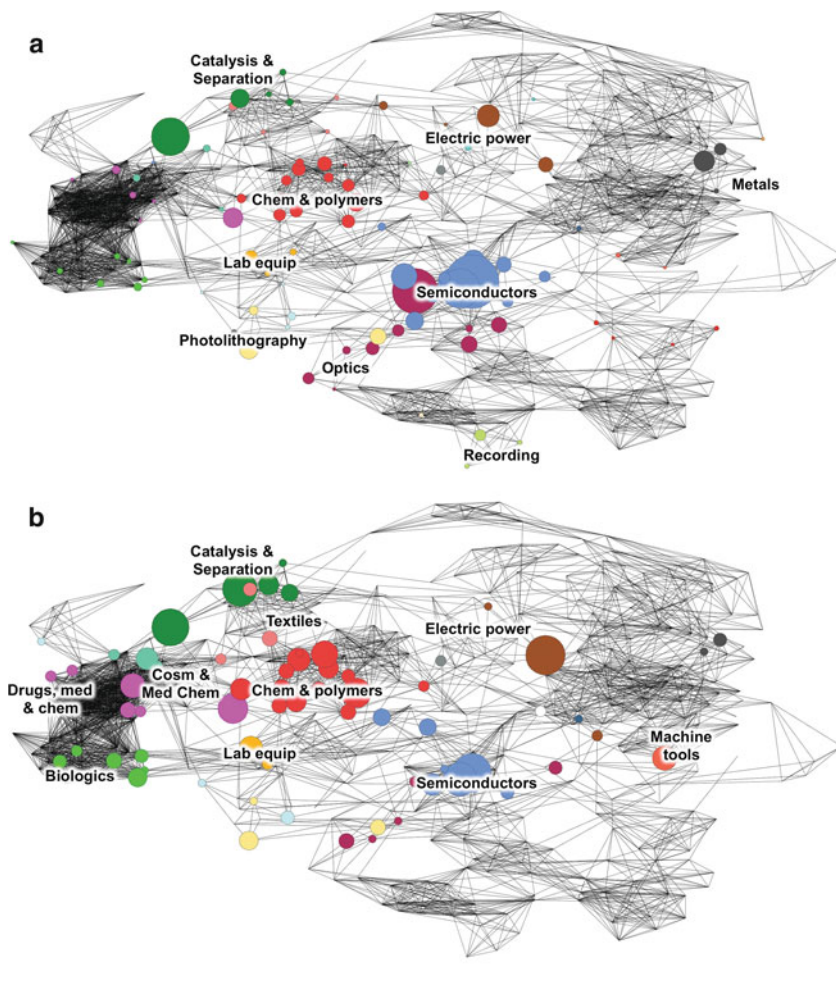 a
Catalysis &
Separation
Electric power
Metals
Chem & polymers
Lab equip
Semiconductors
Photolithography
Optics
Recording
b
Catalysis &
Separation
Textiles
Electric power
Cosm &
Med Chem
Drugs, med
& chem
Chem & polymers
Machine
tools
Lab equip
Biologics
Semiconductors